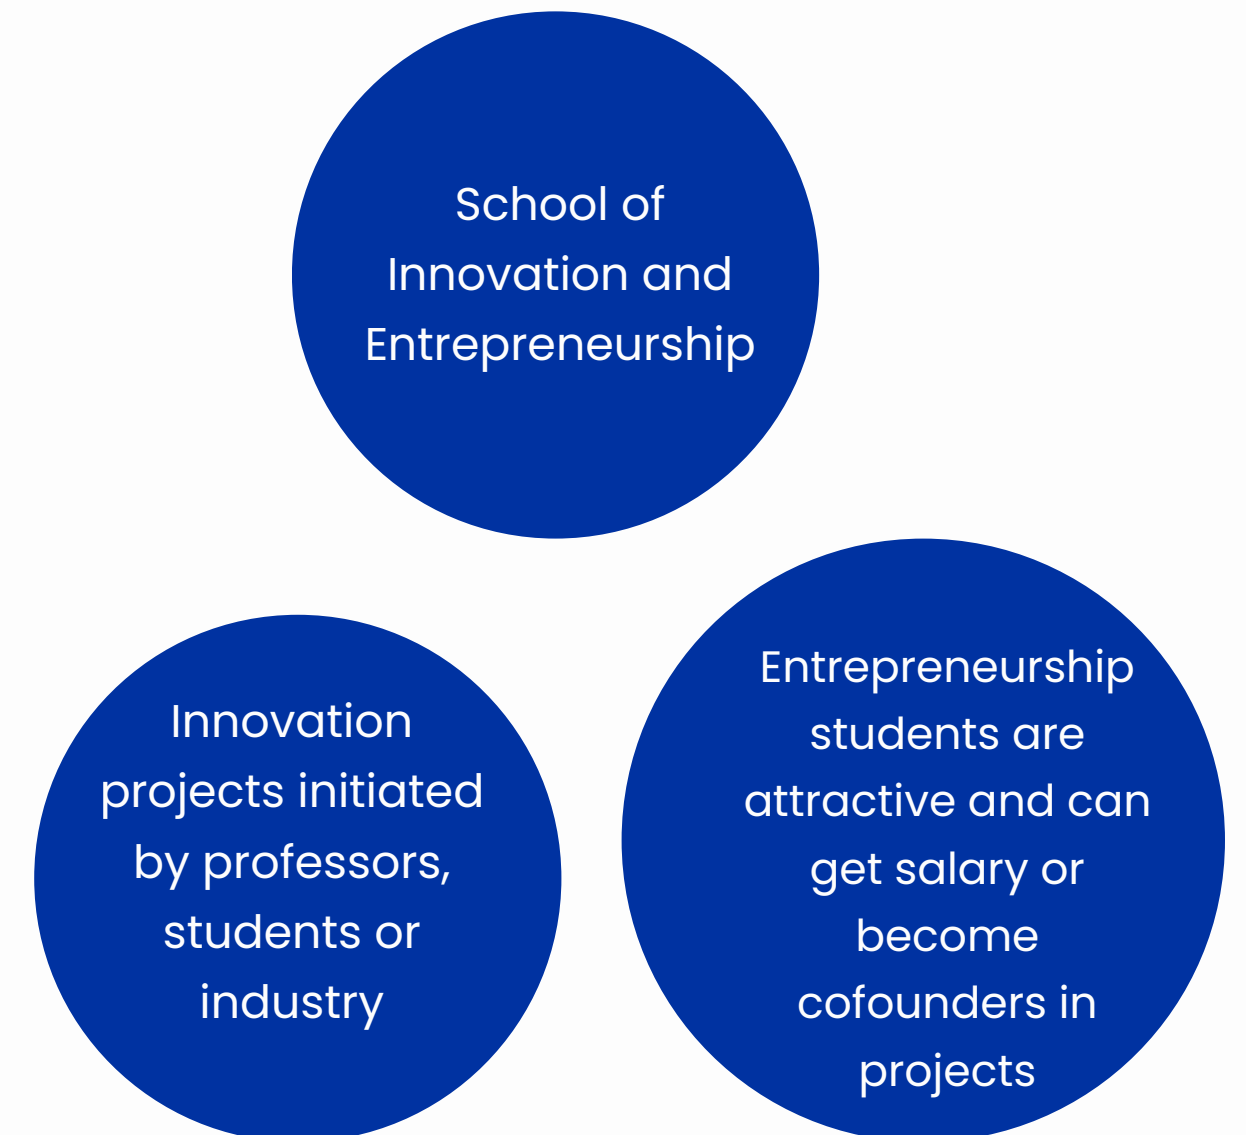 School of
Innovation and
Entrepreneurship
Innovation
projects initiated
by professors,
students or
industry
Entrepreneurship
students are
attractive and can
get salary or
become
cofounders in
projects